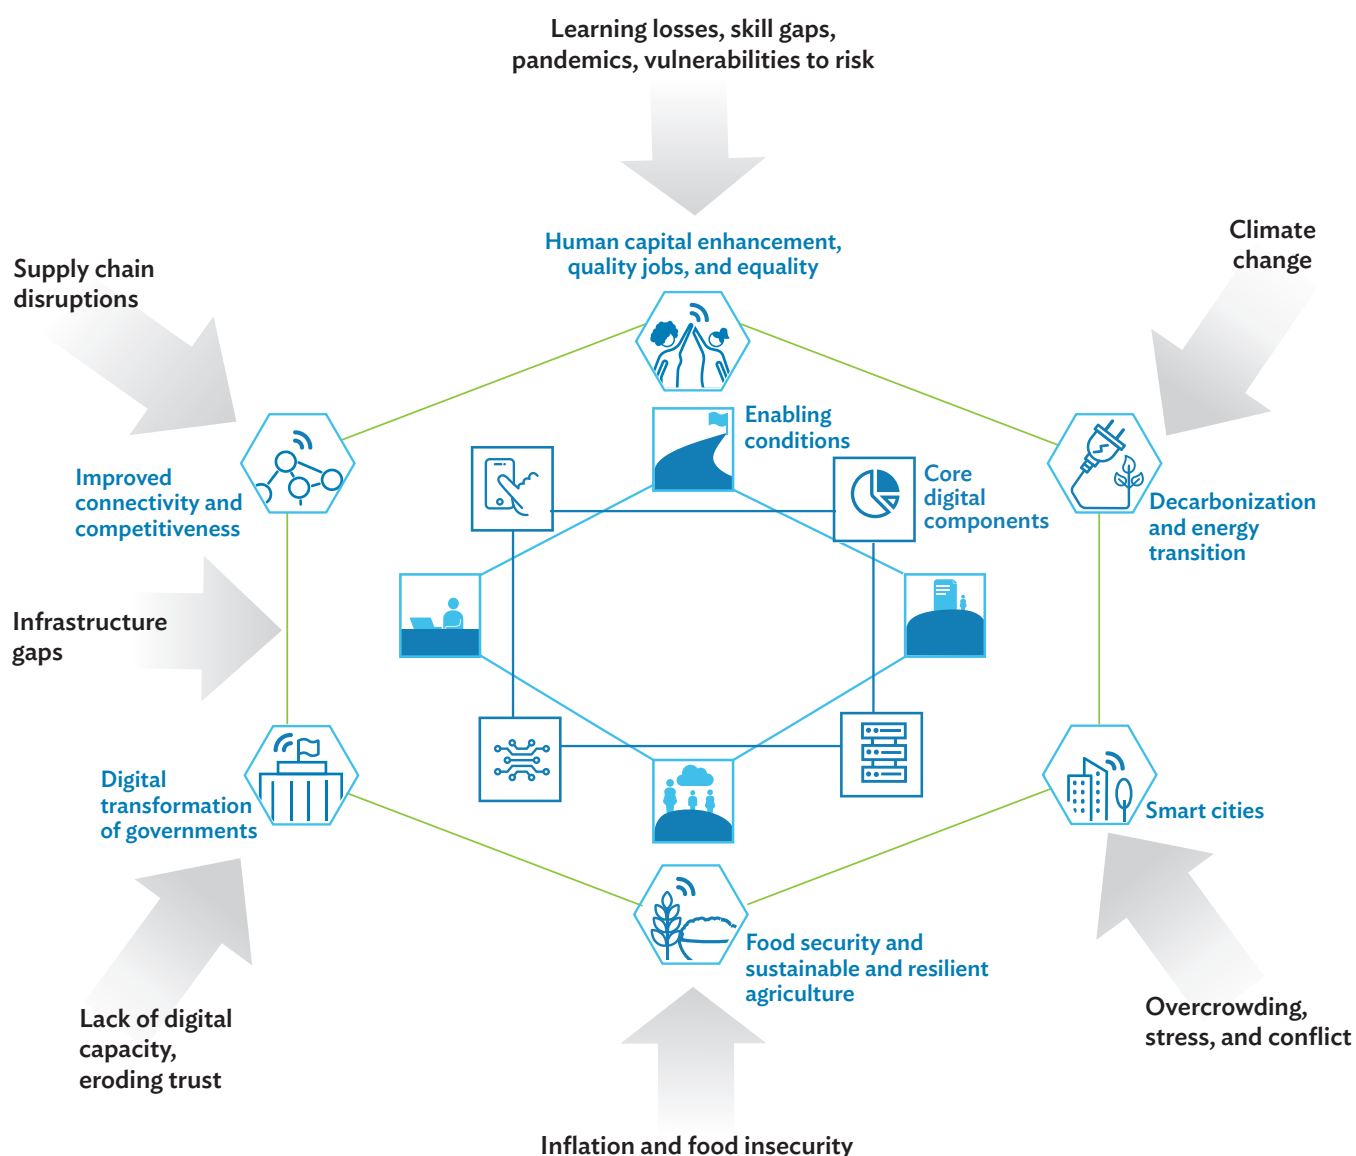 Learning losses, skill gaps,
pandemics, vulnerabilities to risk
Climate
change
Supply chain
disruptions
Human capital enhancement,
quality jobs, and equality
Enabling
conditions
Core
digital
components
Improved
connectivity and
competitiveness
Decarbonization
and energy
transition
Infrastructure
gaps
Digital
transformation
of governments
Smart cities
Food security and
sustainable and resilient
agriculture
Lack of digital
capacity,
eroding trust
Overcrowding,
stress, and conflict
Inflation and food insecurity